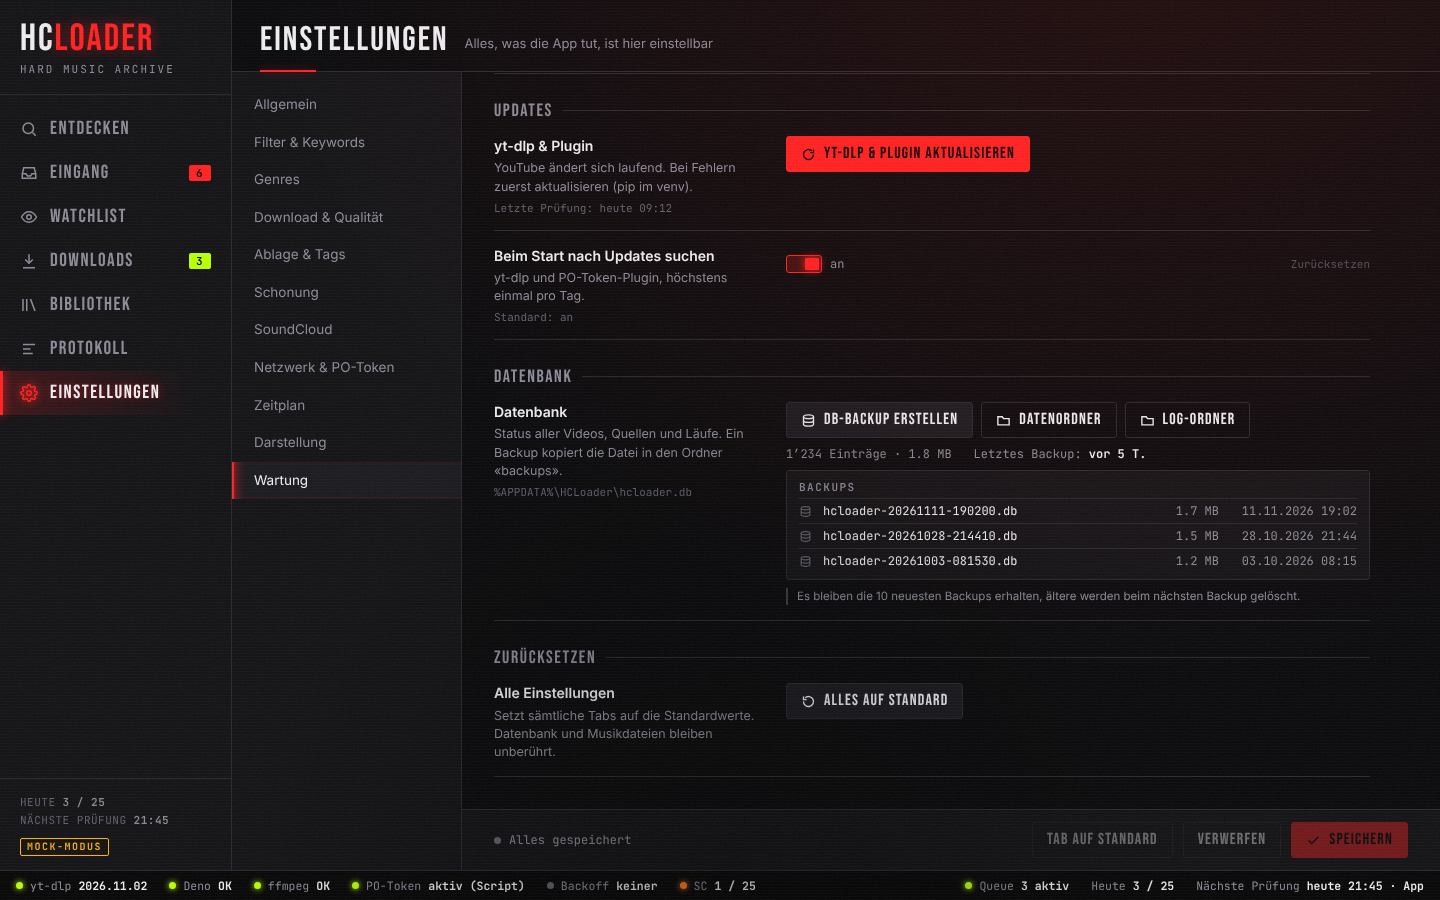 HCLOADER
HARD MUSIC ARCHIVE
ENTDECKEN
EINGANG 6
WATCHLIST
DOWNLOADS 3
BIBLIOTHEK
PROTOKOLL
EINSTELLUNGEN
HEUTE 3 / 25
NÄCHSTE PRÜFUNG 21:45
MOCK-MODUS
EINSTELLUNGEN Alles, was die App tut, ist hier einstellbar
Allgemein
Filter & Keywords
Genres
Download & Qualität
Ablage & Tags
Schonung
SoundCloud
Netzwerk & PO-Token
Zeitplan
Darstellung
Wartung
UPDATES
yt-dlp & Plugin
YouTube ändert sich laufend. Bei Fehlern
zuerst aktualisieren (pip im venv).
Letzte Prüfung: heute 09:12
YT-DLP & PLUGIN AKTUALISIEREN
Beim Start nach Updates suchen
yt-dlp und PO-Token-Plugin, höchstens
einmal pro Tag.
Standard: an
an
Zurücksetzen
DATENBANK
Datenbank
Status aller Videos, Quellen und Läufe. Ein
Backup kopiert die Datei in den Ordner
«backups».
%APPDATA%\HCLoader\hcloader.db
DB-BACKUP ERSTELLEN DATENORDNER LOG-ORDNER
1’234 Einträge · 1.8 MB Letztes Backup: vor 5 T.
BACKUPS
hcloader-20261111-190200.db 1.7 MB 11.11.2026 19:02
hcloader-20261028-214410.db 1.5 MB 28.10.2026 21:44
hcloader-20261003-081530.db 1.2 MB 03.10.2026 08:15
Es bleiben die 10 neuesten Backups erhalten, ältere werden beim nächsten Backup gelöscht.
ZURÜCKSETZEN
Alle Einstellungen
Setzt sämtliche Tabs auf die Standardwerte.
Datenbank und Musikdateien bleiben
unberührt.
ALLES AUF STANDARD
Alles gespeichert
TAB AUF STANDARD VERWERFEN SPEICHERN
yt-dlp 2026.11.02 Deno OK ffmpeg OK PO-Token aktiv (Script) Backoff keiner SC 1 / 25 Queue 3 aktiv Heute 3 / 25 Nächste Prüfung heute 21:45 · App